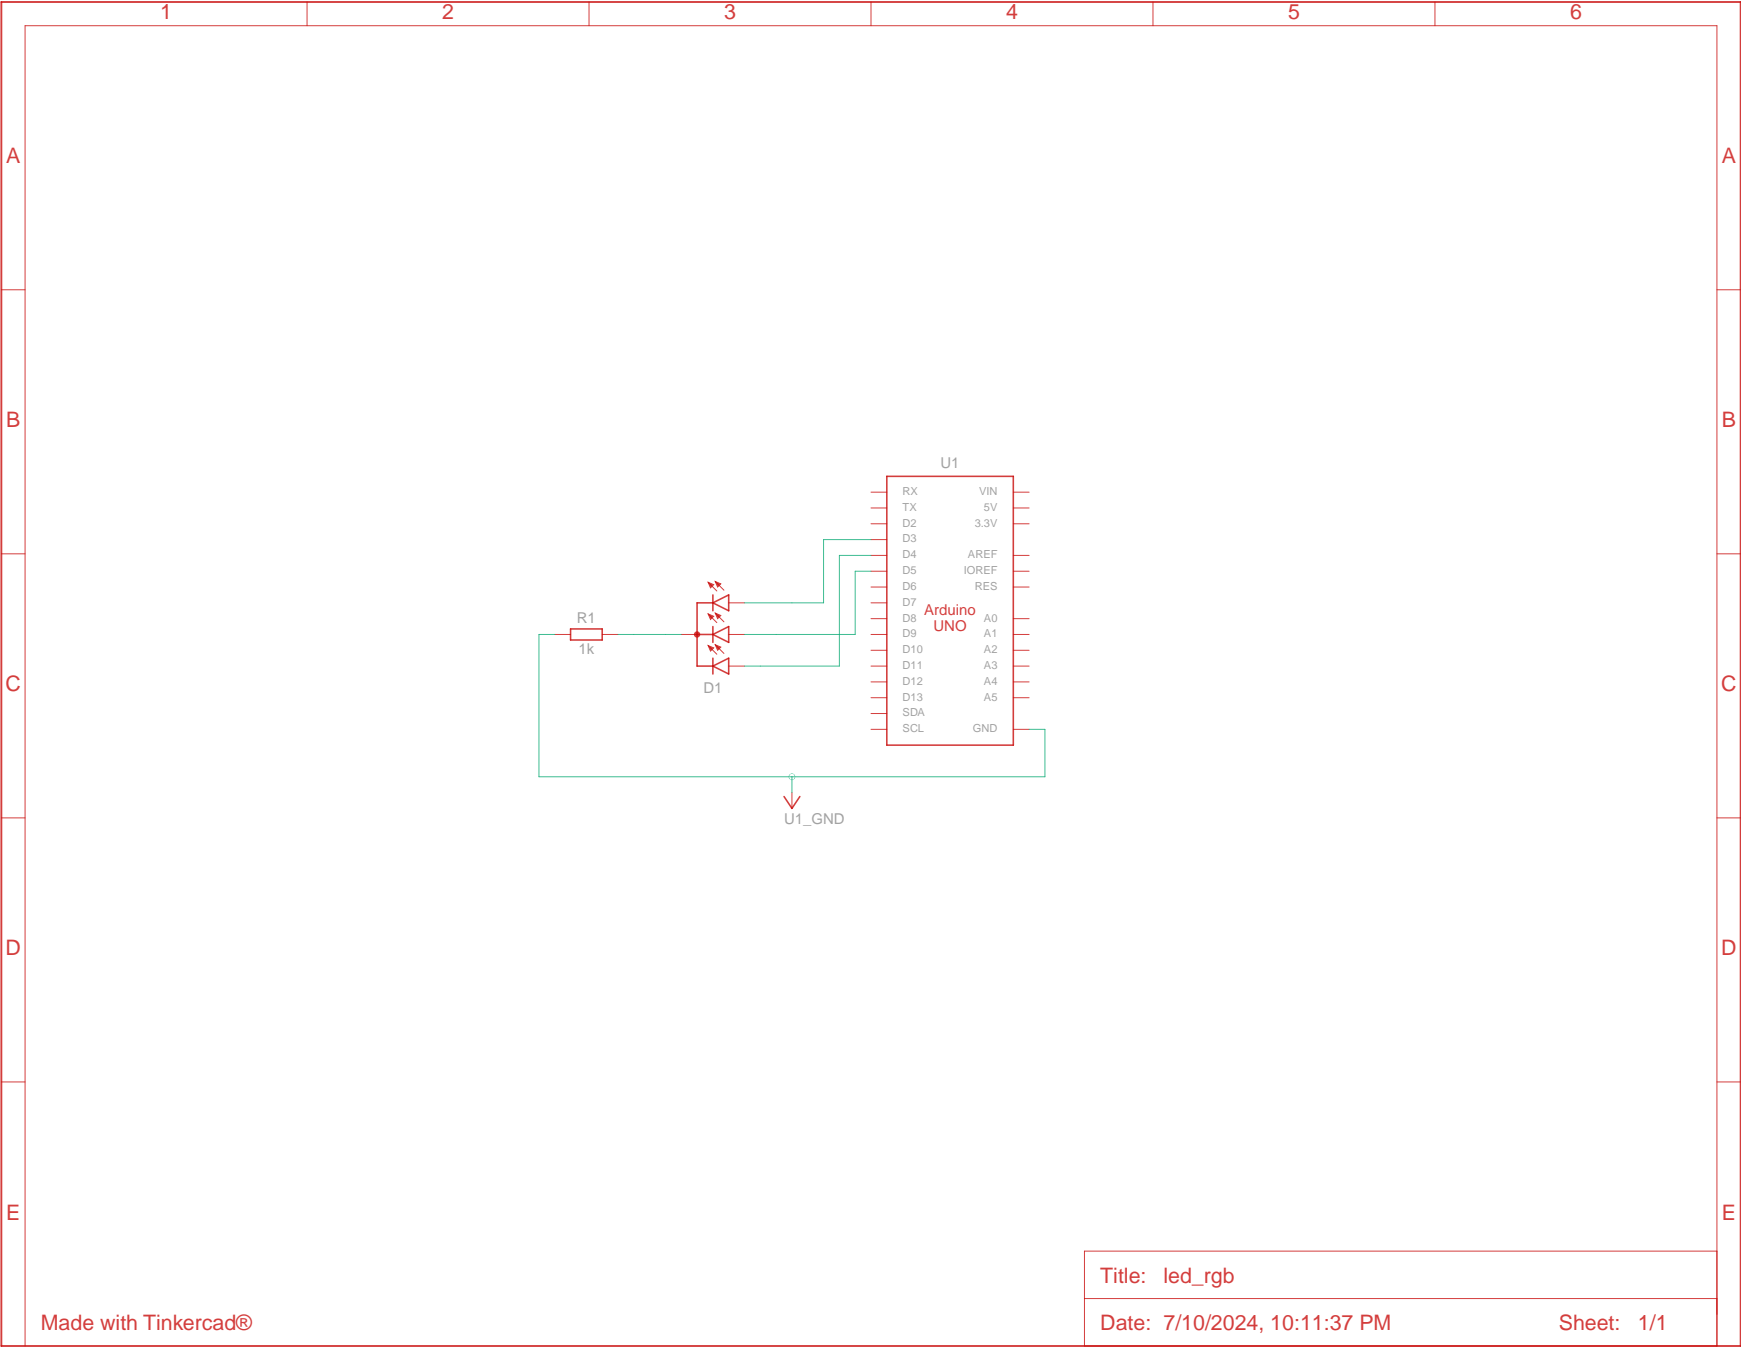 1 2 3 4 5 6
A A
B B
U1
RX VIN
TX 5V
D2 3.3V
D3
D4 AREF
D5 IOREF
D6 RES
D7
Arduino
D8 A0
UNO
D9 A1
D10 A2
D11 A3
D12 A4
D13 A5
SDA
SCL GND
R1
1k
D1
C C
U1_GND
D D
E E
Title: led_rgb
Made with Tinkercad®
Date: 7/10/2024, 10:11:37 PM Sheet: 1/1